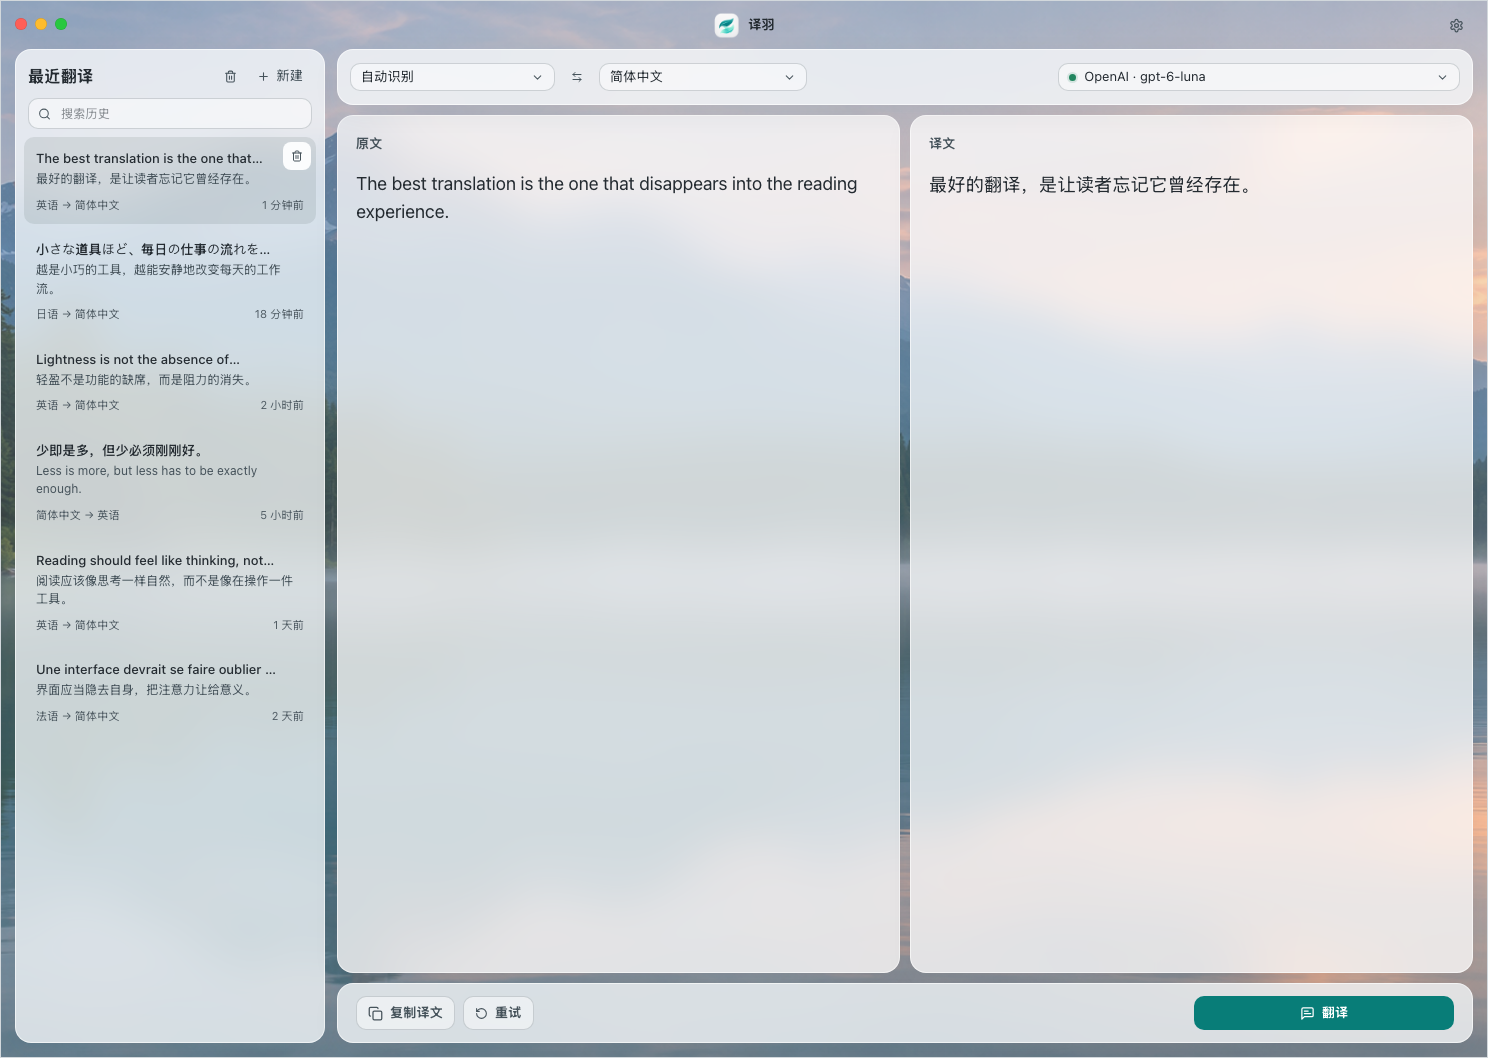 译羽
最近翻译
新建
搜索历史
The best translation is the one that...
最好的翻译，是让读者忘记它曾经存在。
英语 → 简体中文
1 分钟前
小さな道具ほど、毎日の仕事の流れを...
越是小巧的工具，越能安静地改变每天的工作
流。
日语 → 简体中文
18 分钟前
Lightness is not the absence of...
轻盈不是功能的缺席，而是阻力的消失。
英语 → 简体中文
2 小时前
少即是多，但少必须刚刚好。
Less is more, but less has to be exactly
enough.
简体中文 → 英语
5 小时前
Reading should feel like thinking, not...
阅读应该像思考一样自然，而不是像在操作一件
工具。
英语 → 简体中文
1 天前
Une interface devrait se faire oublier ...
界面应当隐去自身，把注意力让给意义。
法语 → 简体中文
2 天前
自动识别
简体中文
OpenAI · gpt-6-luna
原文
The best translation is the one that disappears into the reading
experience.
译文
最好的翻译，是让读者忘记它曾经存在。
复制译文
重试
翻译